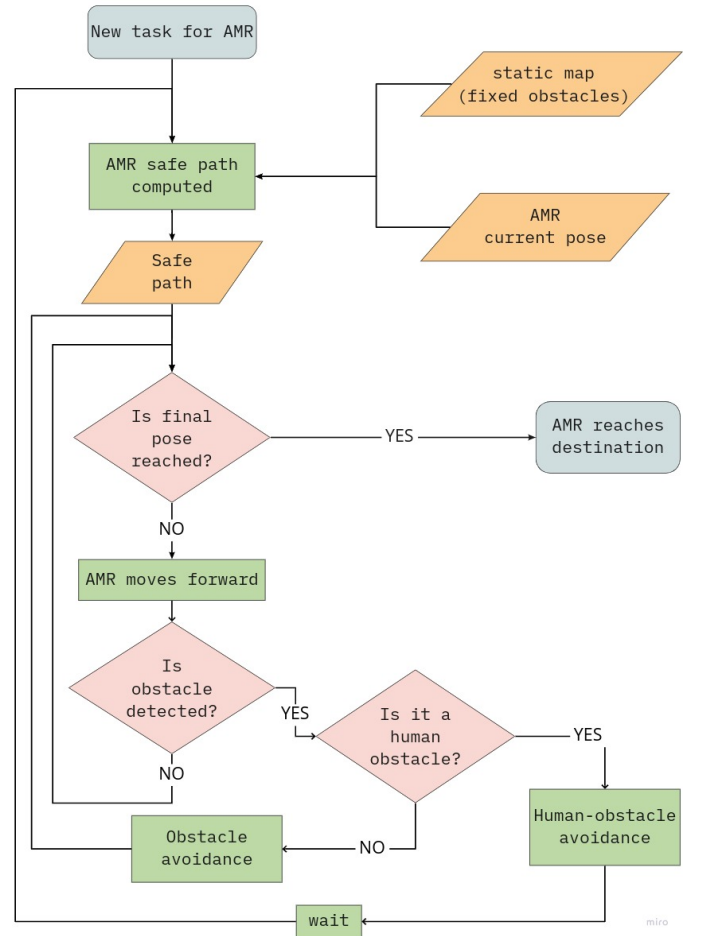 New task for AMR
static map
(fixed obstacles)
AMR safe path
computed
AMR
current pose
Safe
path
Is final
pose
reached?
YES
AMR reaches
destination
NO
AMR moves forward
Is
obstacle
detected?
YES
Is it a
human
obstacle?
YES
NO
Human-obstacle
avoidance
Obstacle
avoidance
NO
wait
miro